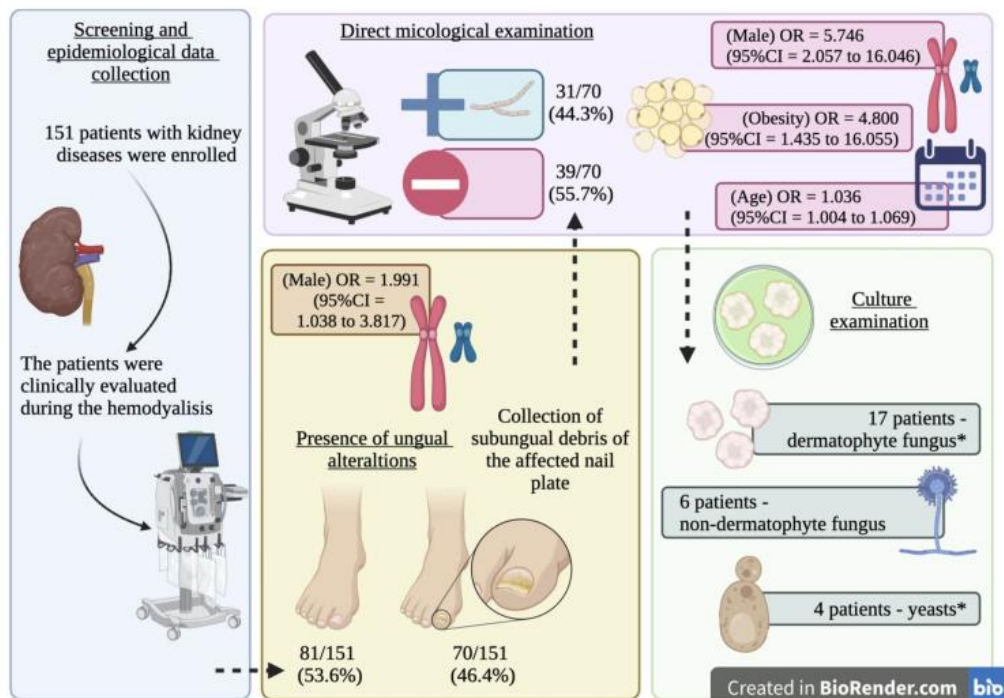 Screening and
epidemiological data
collection
151 patients with kidney
diseases were enrolled
The patients were
clinically evaluated
during the hemodyalisis
Direct micological examination
31/70
(44.3%)
39/70
(55.7%)
(Male) OR = 5.746
(95%CI = 2.057 to 16.046)
(Obesity) OR = 4.800
(95%CI = 1.435 to 16.055)
(Age) OR = 1.036
(95%CI = 1.004 to 1.069)
(Male) OR = 1.991
(95%CI =
1.038 to 3.817)
Presence of ungual
alteraltions
Collection of
subungual debris of
the affected nail
plate
81/151
(53.6%)
70/151
(46.4%)
Culture
examination
17 patients -
dermatophyte fungus*
6 patients -
non-dermatophyte fungus
4 patients - yeasts*
Created in BioRender.com bio